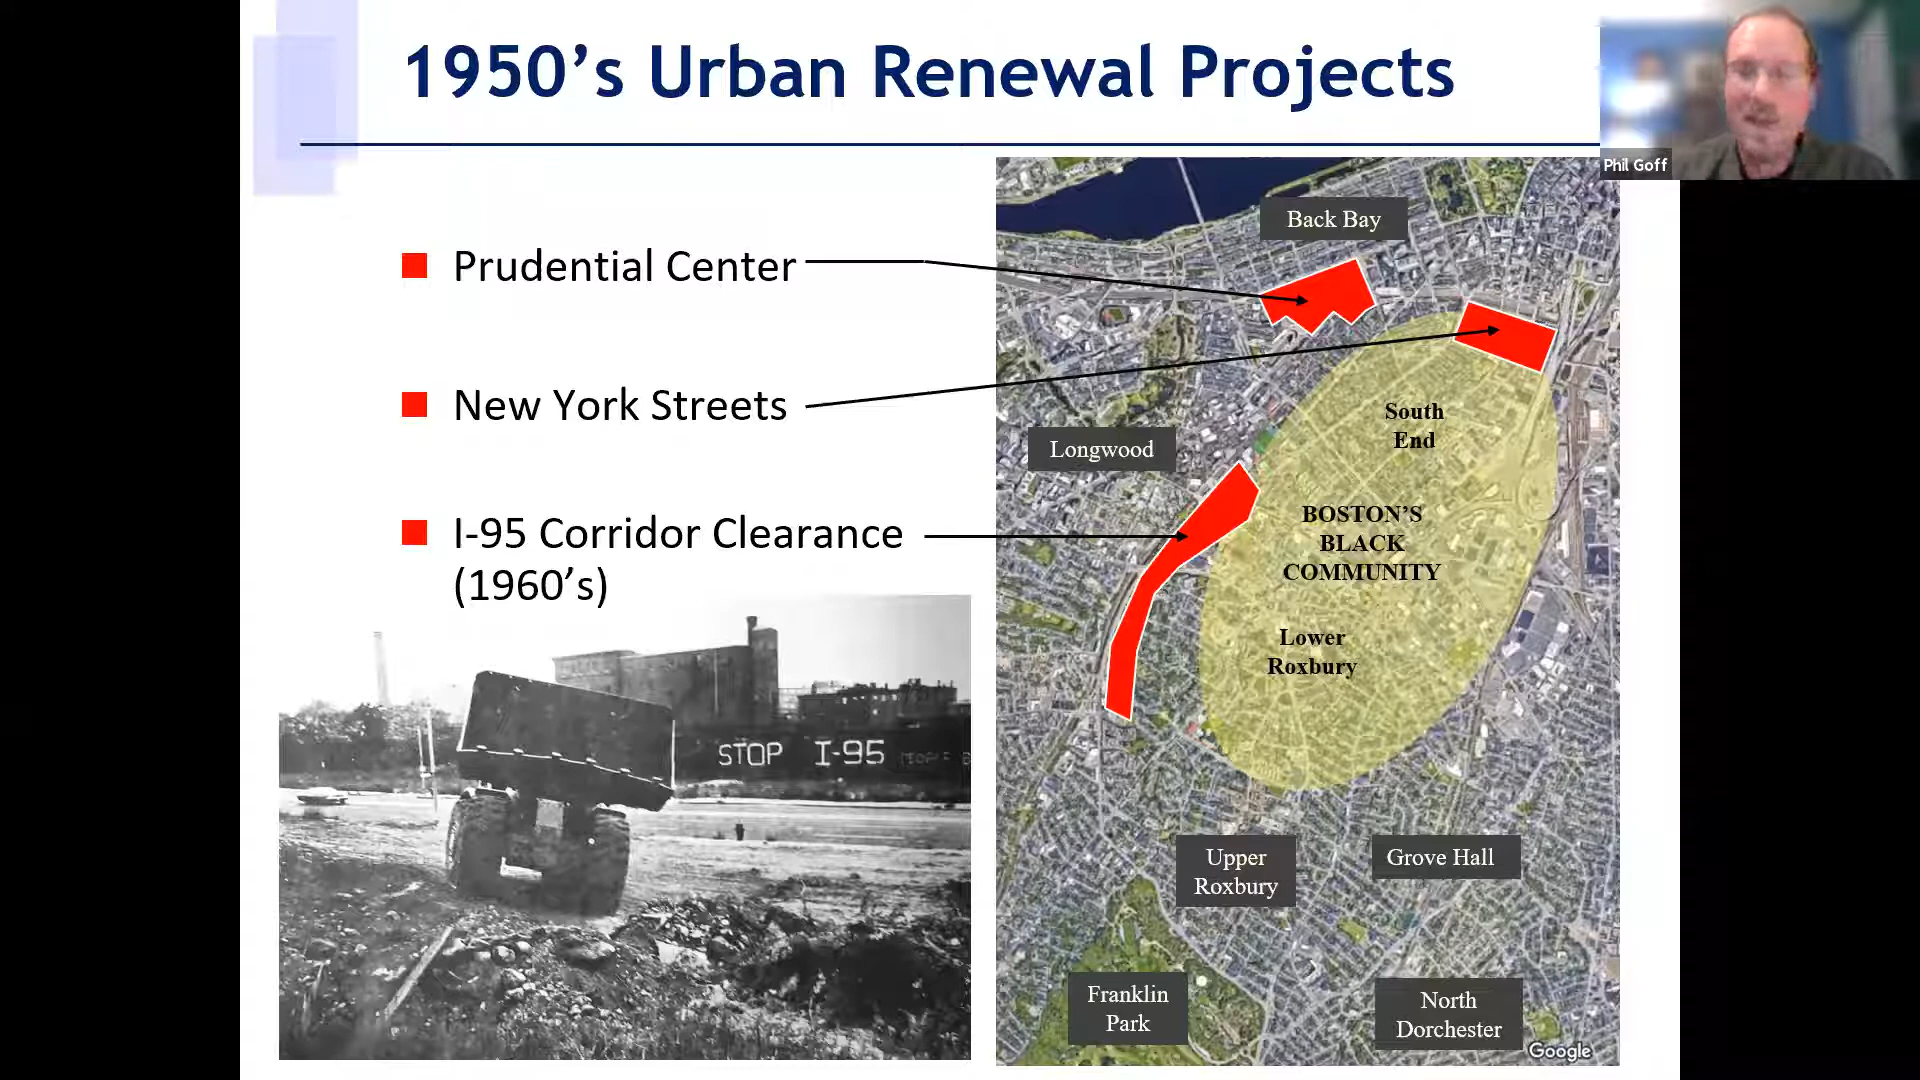 1950’s Urban Renewal Projects
Phil Goff
Prudential Center
New York Streets
I-95 Corridor Clearance
(1960’s)
STOP I-95
Back Bay
Longwood
South
End
BOSTON’S
BLACK
COMMUNITY
Lower
Roxbury
Upper
Roxbury
Grove Hall
Franklin
Park
North
Dorchester
Google